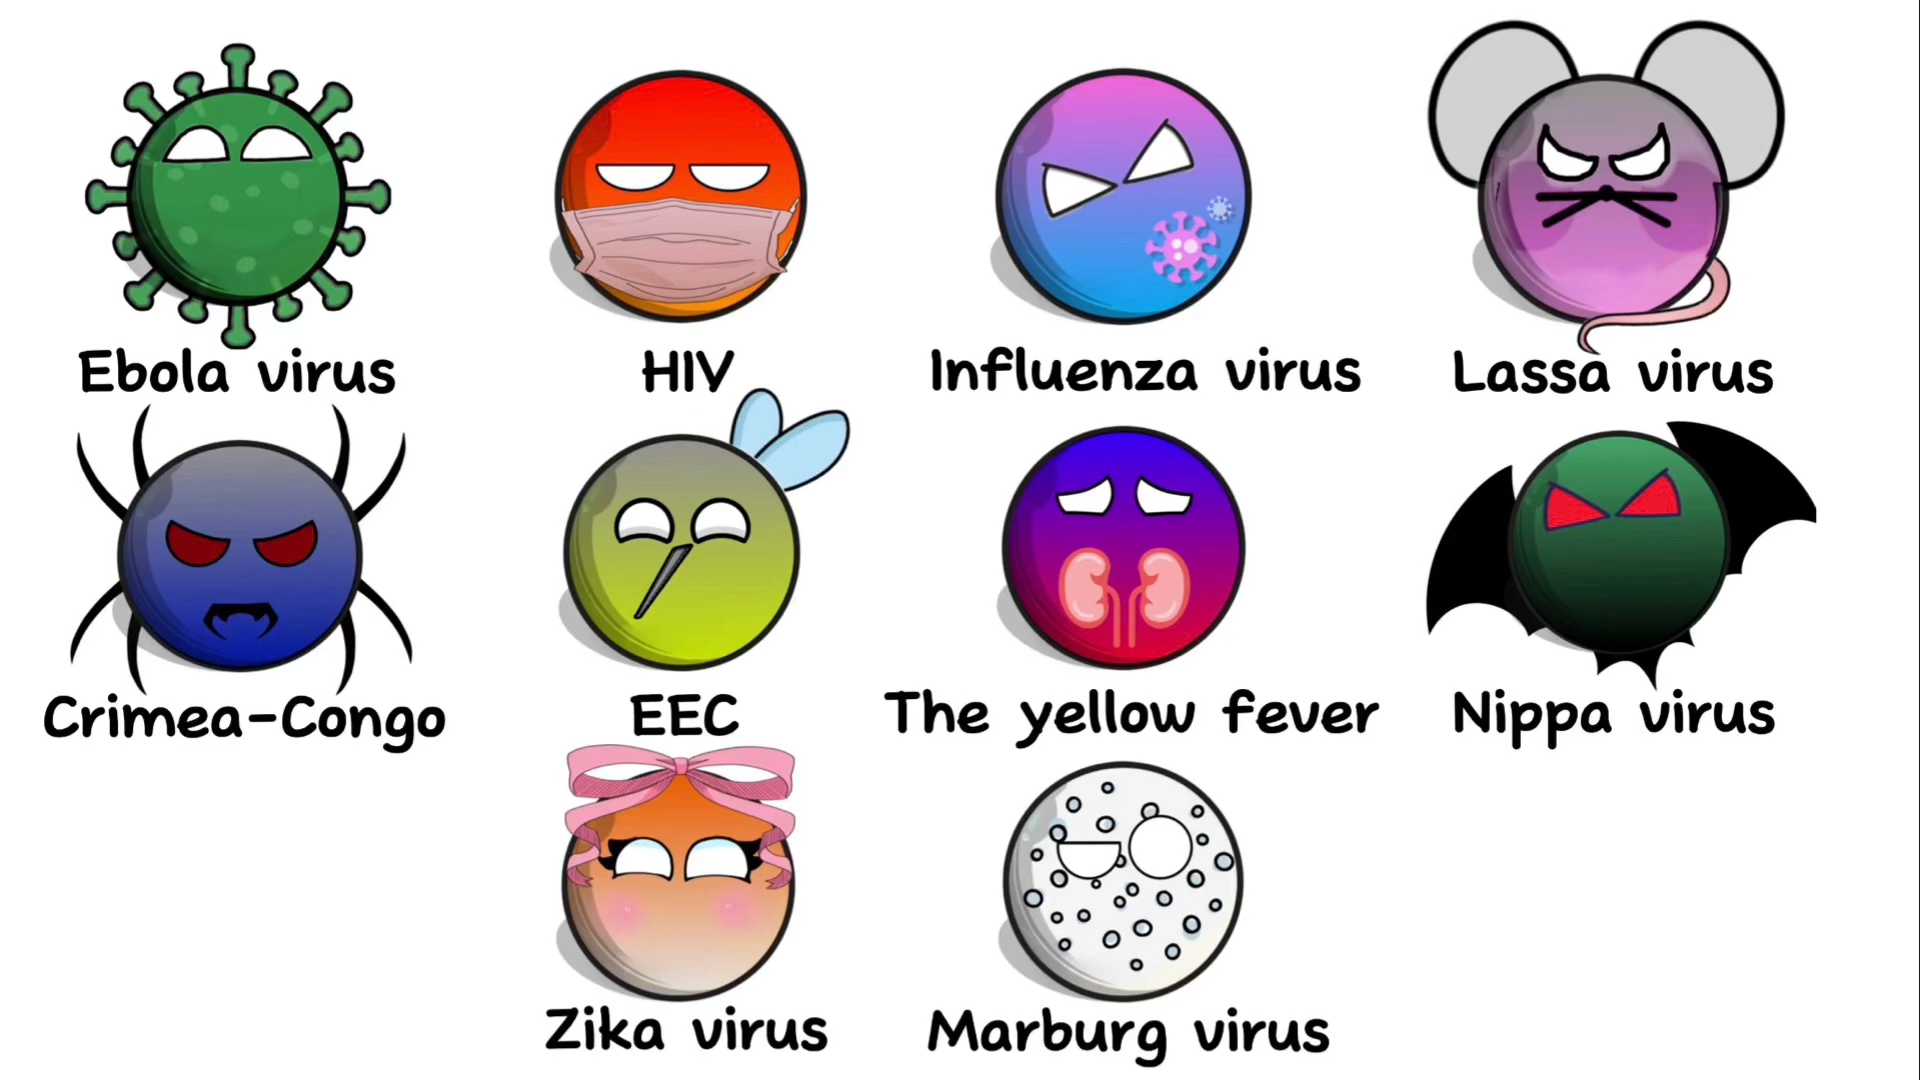 Ebola virus
HIV
Influenza virus
Lassa virus
Crimea-Congo
EEC
The yellow fever
Nippa virus
Zika virus
Marburg virus